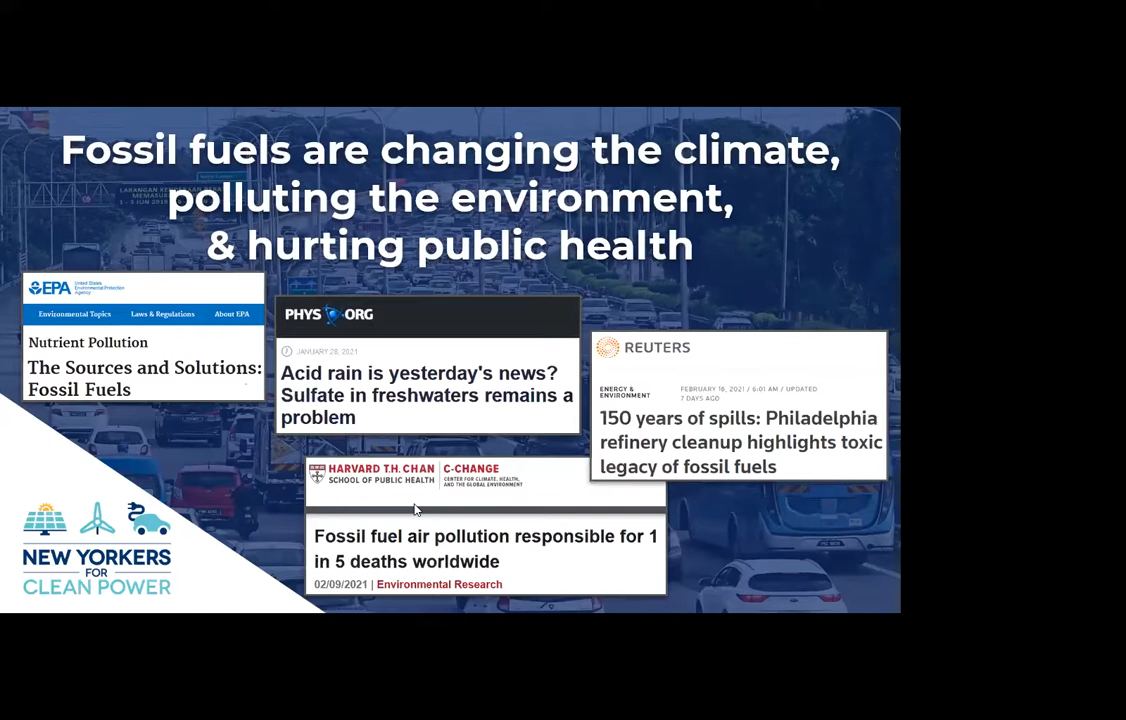 Fossil fuels are changing the climate,
polluting the environment,
& hurting public health
LARANGAN
1 - 5 JUN 2019
EPA United States
Environmental Protection
Agency
Environmental Topics Laws & Regulations About EPA
Nutrient Pollution
The Sources and Solutions:
Fossil Fuels
PHYS ORG
JANUARY 28, 2021
Acid rain is yesterday's news?
Sulfate in freshwaters remains a
problem
REUTERS
ENERGY &
ENVIRONMENT
FEBRUARY 16, 2021 / 6:01 AM / UPDATED
7 DAYS AGO
150 years of spills: Philadelphia
refinery cleanup highlights toxic
legacy of fossil fuels
HARVARD T.H. CHAN
SCHOOL OF PUBLIC HEALTH
C-CHANGE
CENTER FOR CLIMATE, HEALTH,
AND THE GLOBAL ENVIRONMENT
Fossil fuel air pollution responsible for 1
in 5 deaths worldwide
02/09/2021 | Environmental Research
NEW YORKERS
FOR
CLEAN POWER